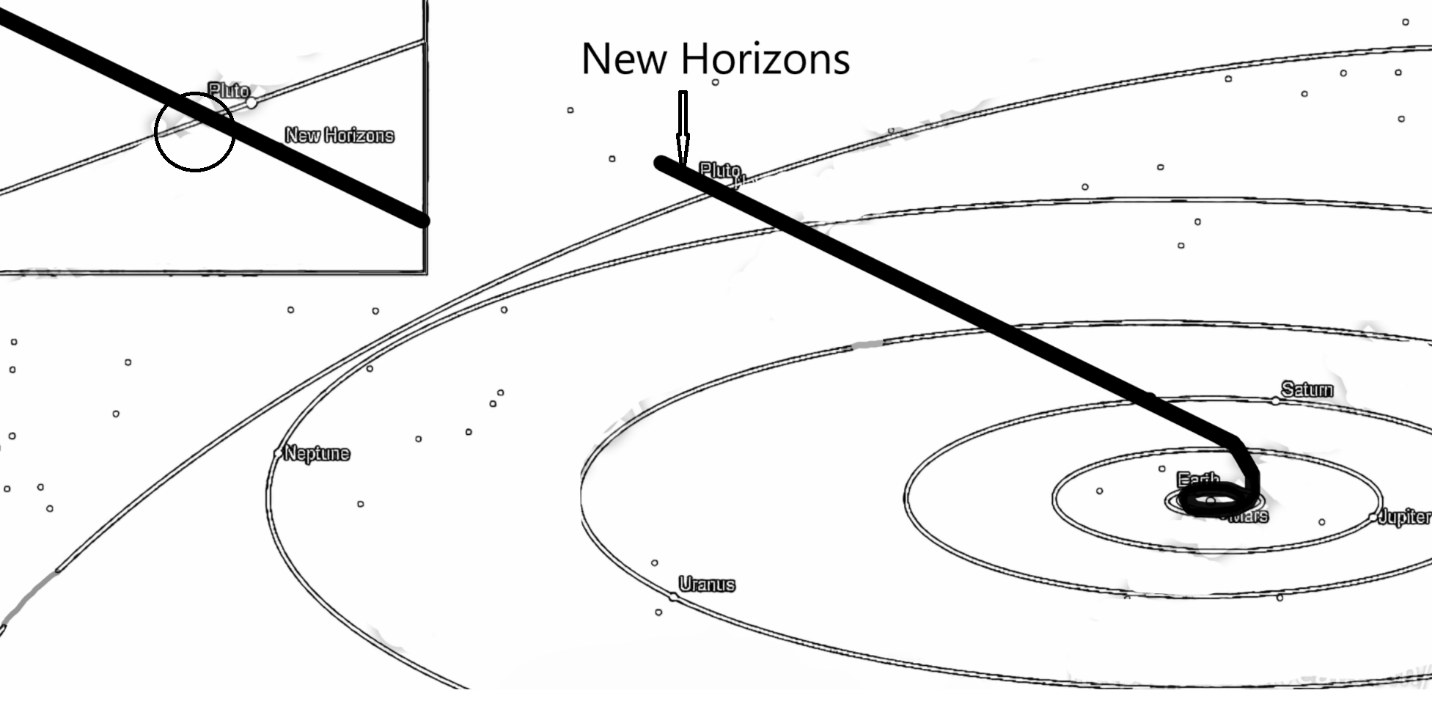 New Horizons
Pluto
New Horizons
Pluto
Saturn
Neptune
Earth
Mars
Jupiter
Uranus